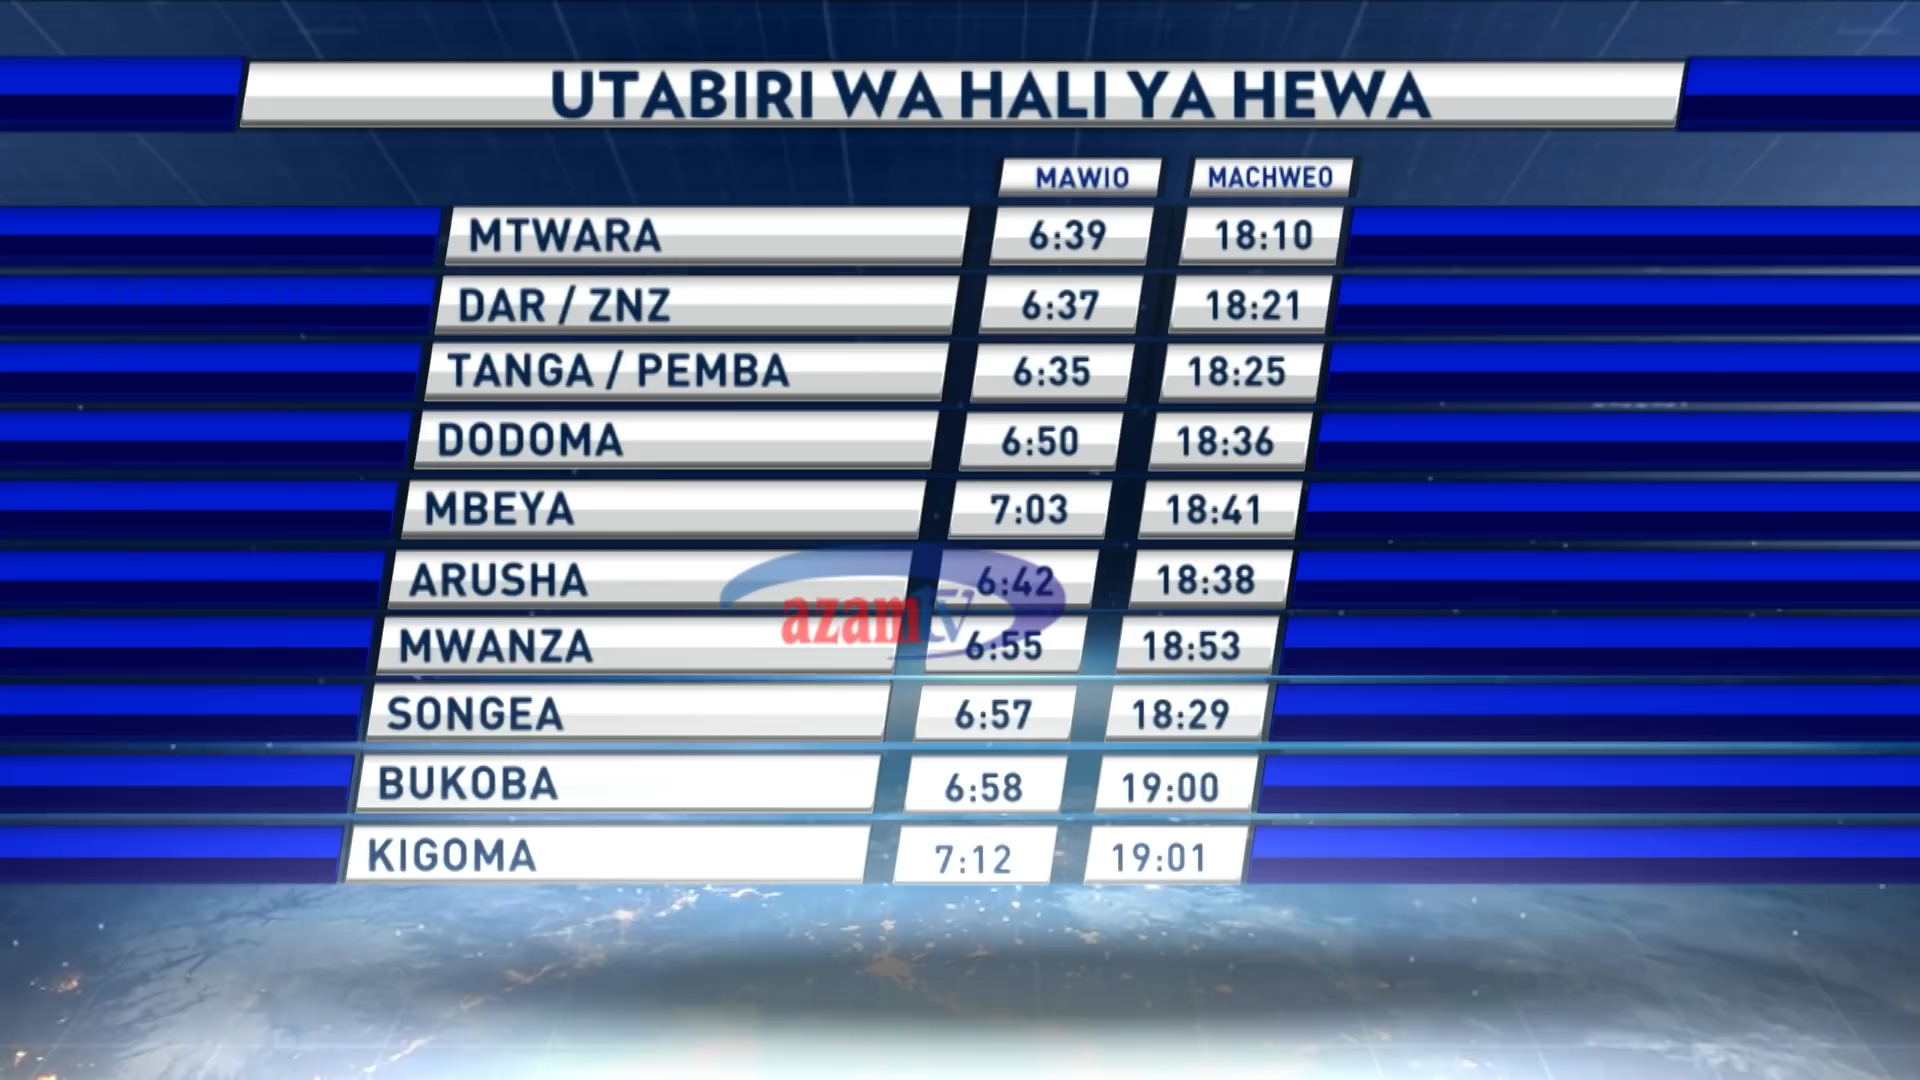 UTABIRI WA HALI YA HEWA
MAWIO MACHWEO
MTWARA 6:39 18:10
DAR / ZNZ 6:37 18:21
TANGA / PEMBA 6:35 18:25
DODOMA 6:50 18:36
MBEYA 7:03 18:41
ARUSHA 6:42 18:38
azam tv
MWANZA 6:55 18:53
SONGEA 6:57 18:29
BUKOBA 6:58 19:00
KIGOMA 7:12 19:01